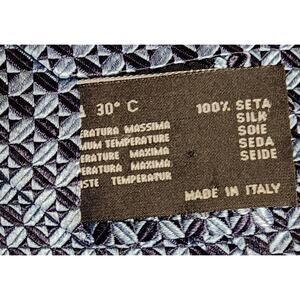 A 30° C 100% SETA
ERATURA MASSIMA SILK
MUM TEMPERATURE SOIE
ERATURE MAXIMA SEDA
ERATURA MAXIMA SEIDE
STE TEMPERATUR
MADE IN ITALY